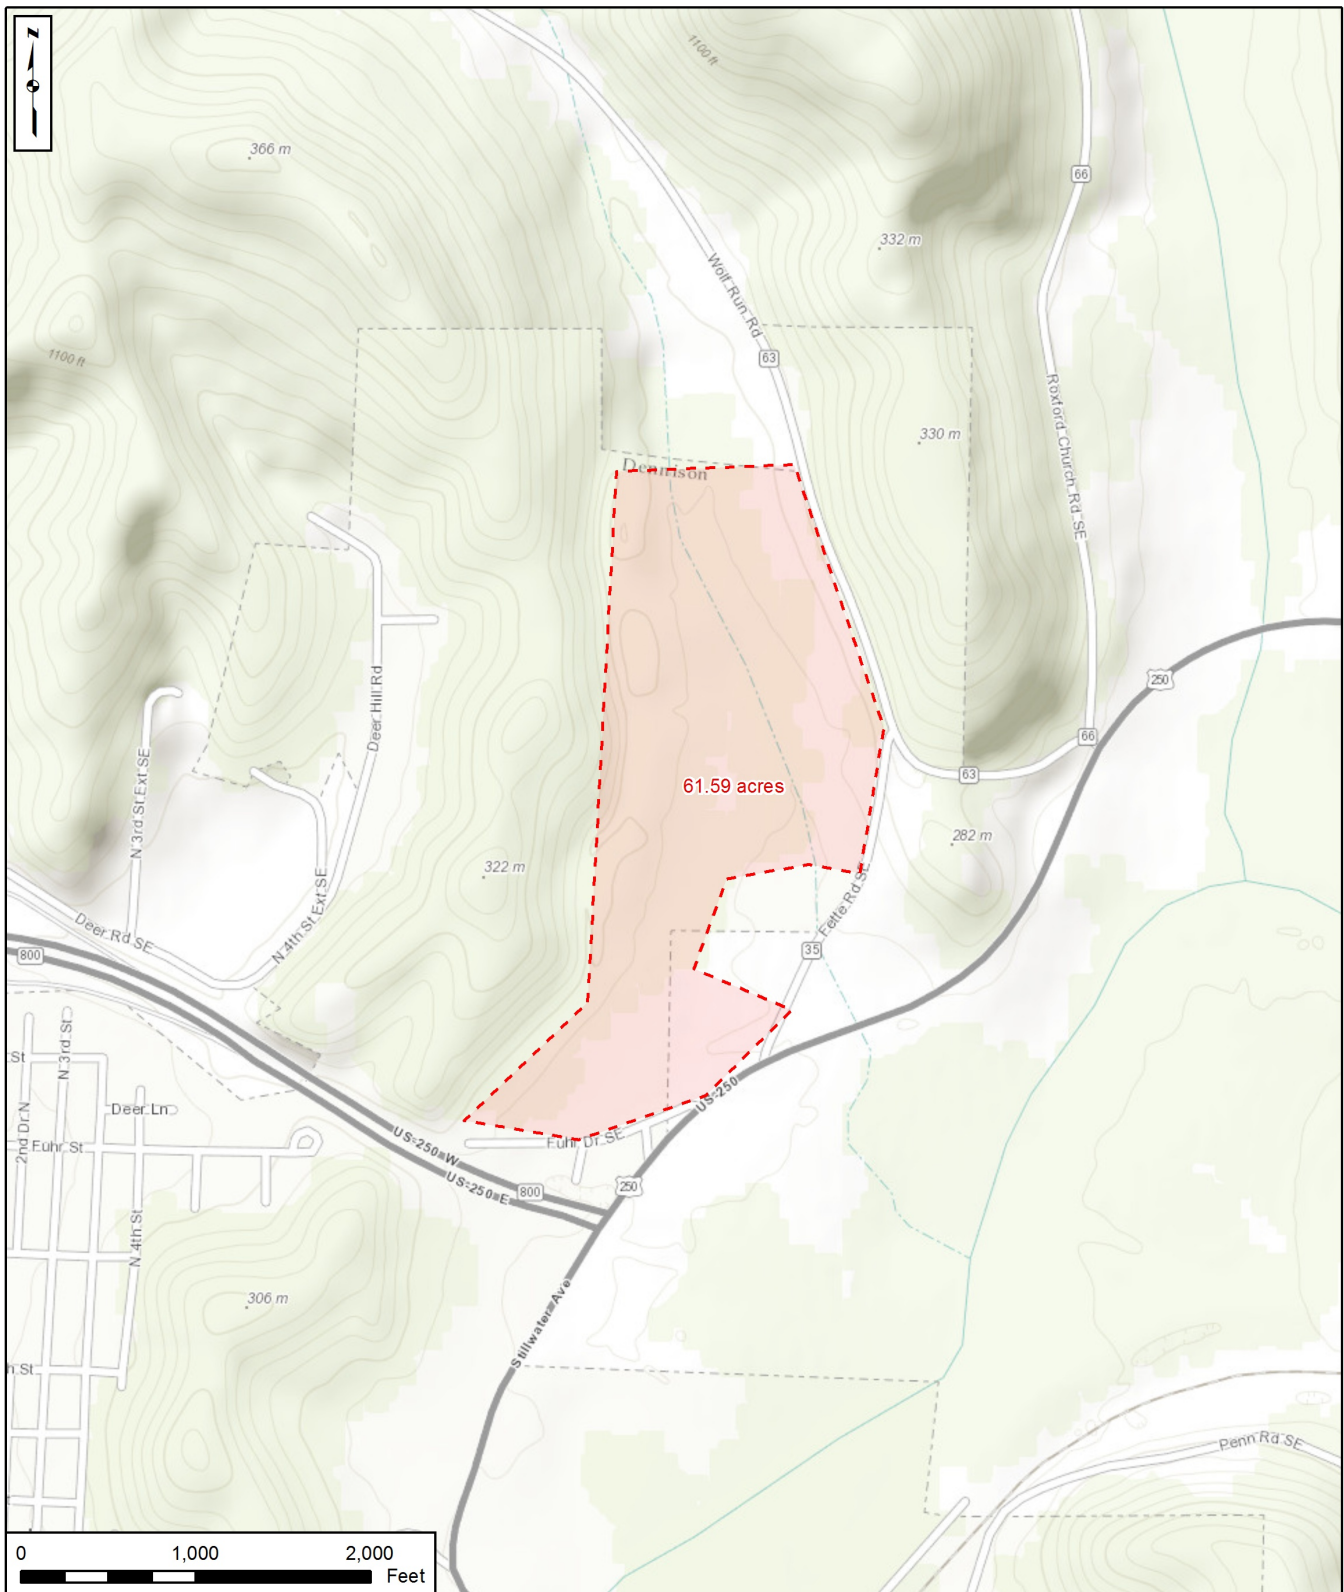 N
1100 ft
366 m
66
332 m
Wolf Run Rd
1100 ft
63
Roxford Church Rd SE
330 m
Dennison
Deer Hill Rd
250
N 3rd St Ext SE
66
63
61.59 acres
282 m
322 m
N 4th St Ext SE
Deer Rd SE
Fette Rd SE
800
35
N 3rd St
St
US-250
Deer Ln
2nd Dr N
Fuhr St
US-250 W
Fuhr Dr SE
US-250 E
800
250
N 4th St
306 m
Stillwater Ave
h St
Penn Rd SE
0 1,000 2,000
Feet